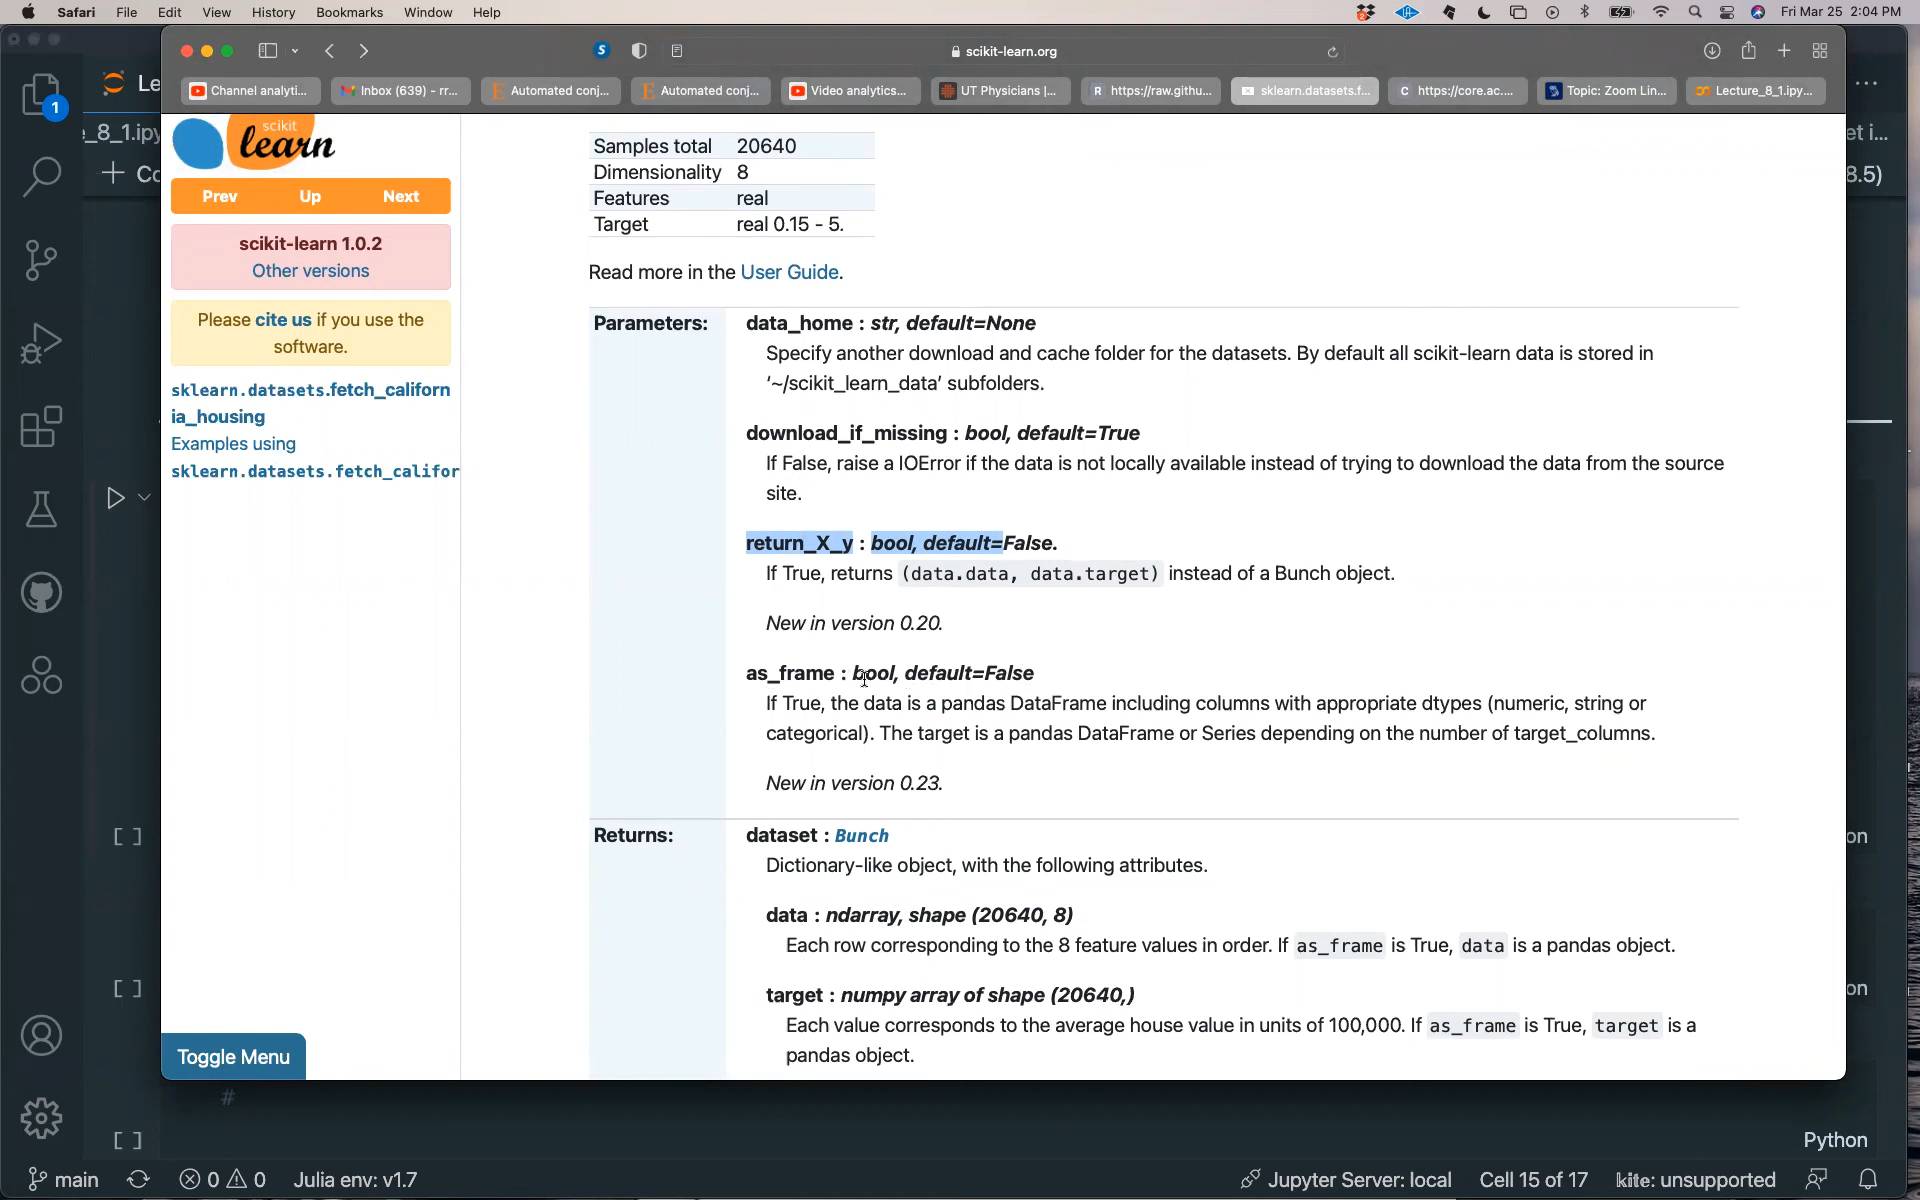 Safari File Edit View History Bookmarks Window Help Fri Mar 25 2:04 PM
scikit-learn.org
Channel analyti... Inbox (639) - rr... Automated conj... Automated conj... Video analytics... UT Physicians |... https://raw.githu... sklearn.datasets.f... https://core.ac.... Topic: Zoom Lin... Lecture_8_1.ipy...
1
Le
_8_1.ipy
et i...
+ Co
8.5)
scikit
learn
Prev Up Next
scikit-learn 1.0.2
Other versions
Please cite us if you use the
software.
sklearn.datasets.fetch_californ
ia_housing
Examples using
sklearn.datasets.fetch_califor
Samples total 20640
Dimensionality 8
Features real
Target real 0.15 - 5.
Read more in the User Guide.
Parameters:
data_home : str, default=None
Specify another download and cache folder for the datasets. By default all scikit-learn data is stored in
‘~/scikit_learn_data’ subfolders.
download_if_missing : bool, default=True
If False, raise a IOError if the data is not locally available instead of trying to download the data from the source
site.
return_X_y : bool, default=False.
If True, returns (data.data, data.target) instead of a Bunch object.
New in version 0.20.
as_frame : bool, default=False
If True, the data is a pandas DataFrame including columns with appropriate dtypes (numeric, string or
categorical). The target is a pandas DataFrame or Series depending on the number of target_columns.
New in version 0.23.
Returns:
dataset : Bunch
Dictionary-like object, with the following attributes.
data : ndarray, shape (20640, 8)
Each row corresponding to the 8 feature values in order. If as_frame is True, data is a pandas object.
target : numpy array of shape (20640,)
Each value corresponds to the average house value in units of 100,000. If as_frame is True, target is a
pandas object.
Toggle Menu
[ ]
on
[ ]
on
#
[ ]
Python
main 0 0 Julia env: v1.7 Jupyter Server: local Cell 15 of 17 kite: unsupported